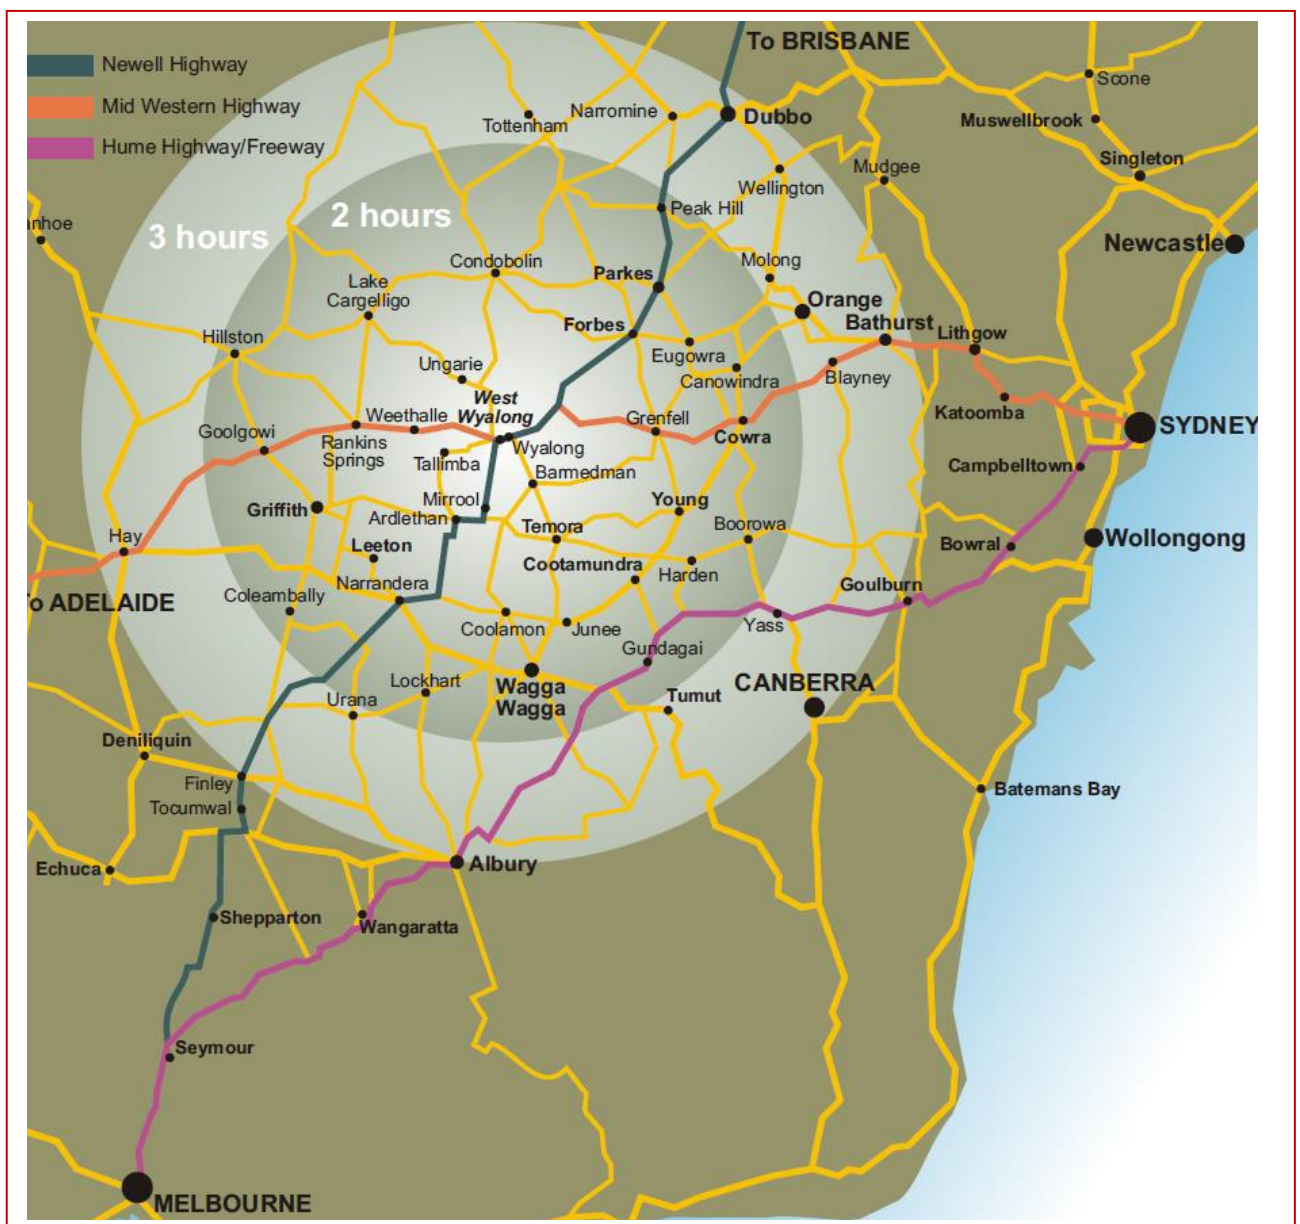 To BRISBANE
Newell Highway
Mid Western Highway
Hume Highway/Freeway
Scone
Tottenham
Narromine
Dubbo
Muswellbrook
Singleton
Mudgee
Wellington
2 hours
3 hours
Peak Hill
anhoe
Newcastle
Condobolin
Parkes
Molong
Lake
Cargelligo
Orange
Hillston
Forbes
Bathurst
Lithgow
Eugowra
Ungarie
Canowindra
Blayney
West
Wyalong
Weethalle
Grenfell
Katoomba
Goolgowi
Rankins
Springs
Cowra
SYDNEY
Tallimba
Wyalong
Campbelltown
Barmedman
Griffith
Mirrool
Young
Ardlethan
Temora
Boorowa
Hay
Leeton
Bowral
Wollongong
Cootamundra
Harden
Narrandera
Goulburn
To ADELAIDE
Coleambally
Coolamon
Junee
Yass
Gundagai
Lockhart
Wagga
Wagga
CANBERRA
Urana
Tumut
Deniliquin
Finley
Tocumwal
Batemans Bay
Echuca
Albury
Shepparton
Wangaratta
Seymour
MELBOURNE